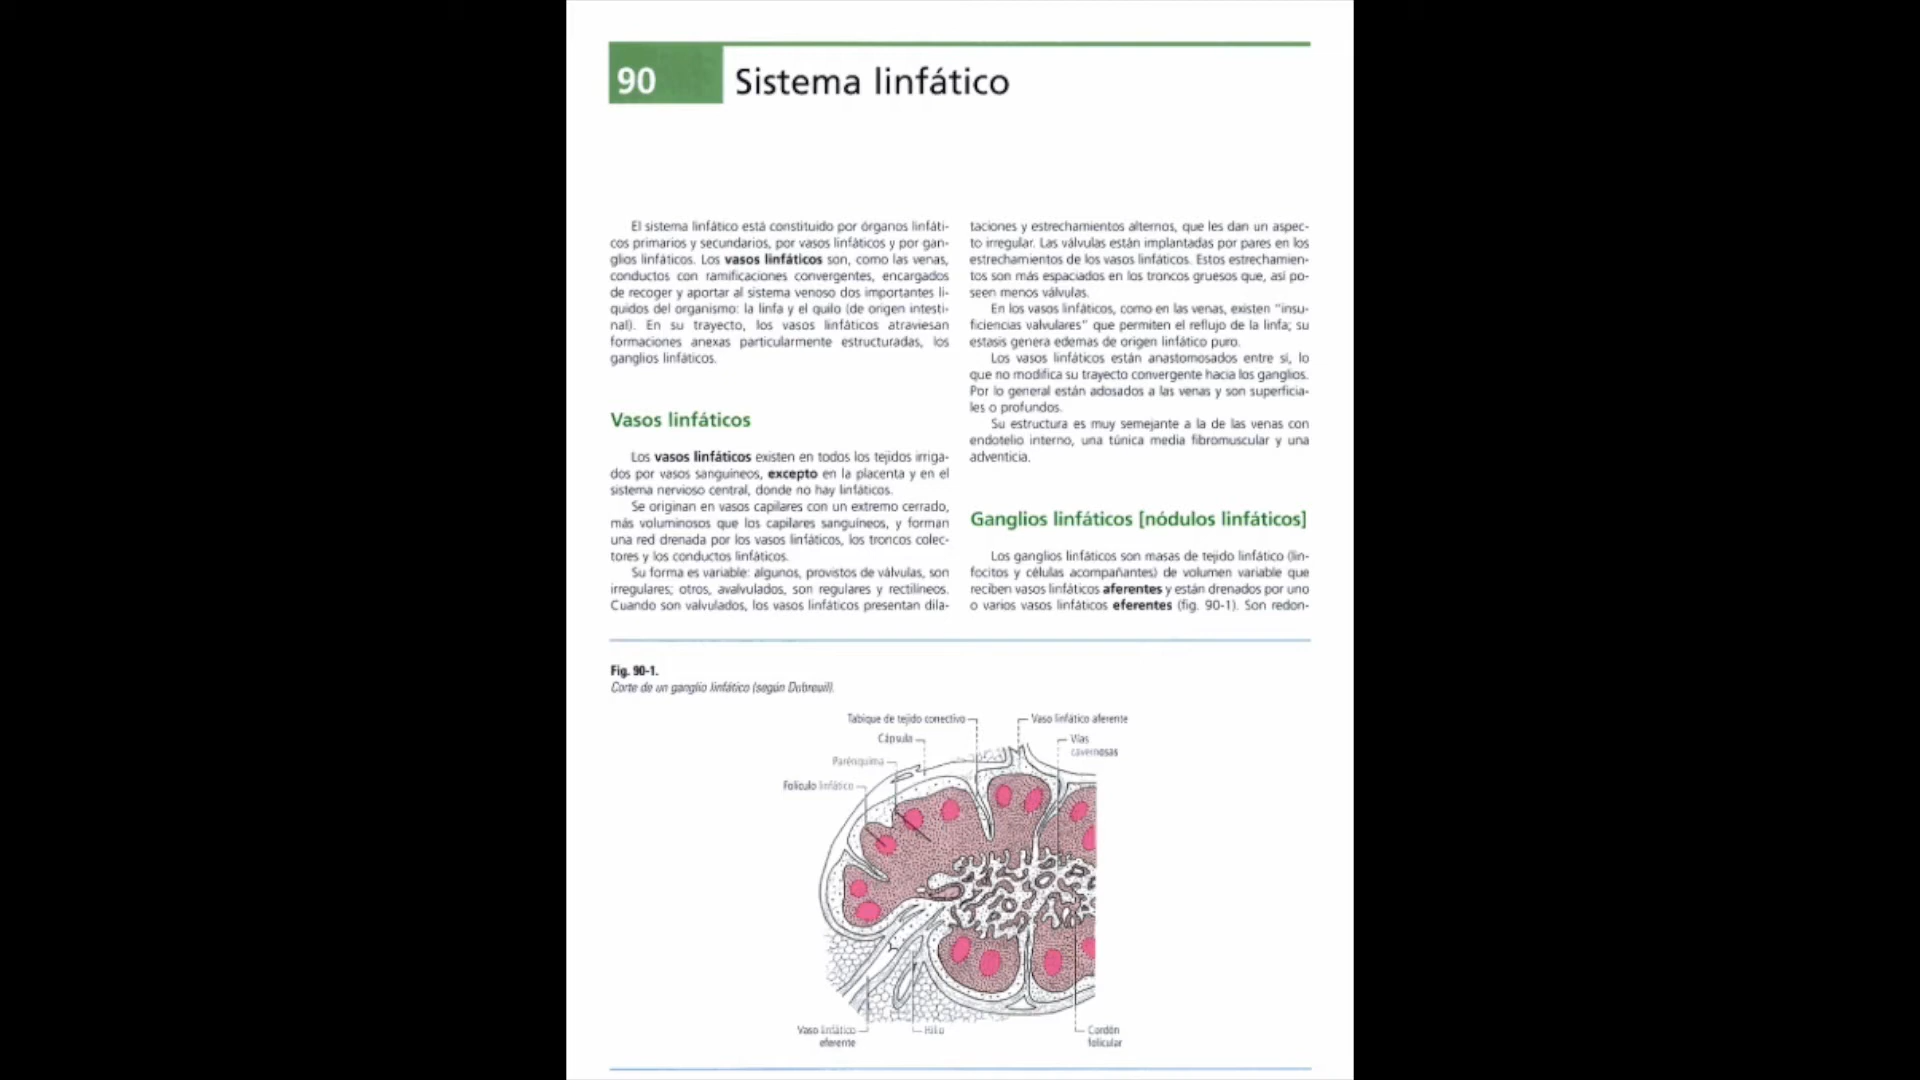 90
Sistema linfático
El sistema linfático está constituido por órganos linfáti-
cos primarios y secundarios, por vasos linfáticos y por gan-
glios linfáticos. Los vasos linfáticos son, como las venas,
conductos con ramificaciones convergentes, encargados
de recoger y aportar al sistema venoso dos importantes lí-
quidos del organismo: la linfa y el quilo (de origen intesti-
nal). En su trayecto, los vasos linfáticos atraviesan
formaciones anexas particularmente estructuradas, los
ganglios linfáticos.
Vasos linfáticos
Los vasos linfáticos existen en todos los tejidos irriga-
dos por vasos sanguíneos, excepto en la placenta y en el
sistema nervioso central, donde no hay linfáticos.
Se originan en vasos capilares con un extremo cerrado,
más voluminosos que los capilares sanguíneos, y forman
una red drenada por los vasos linfáticos, los troncos colec-
tores y los conductos linfáticos.
Su forma es variable: algunos, provistos de válvulas, son
irregulares; otros, avalvulados, son regulares y rectilíneos.
Cuando son valvulados, los vasos linfáticos presentan dila-
taciones y estrechamientos alternos, que les dan un aspec-
to irregular. Las válvulas están implantadas por pares en los
estrechamientos de los vasos linfáticos. Estos estrechamien-
tos son más espaciados en los troncos gruesos que, así po-
seen menos válvulas.
En los vasos linfáticos, como en las venas, existen "insu-
ficiencias valvulares" que permiten el reflujo de la linfa; su
estasis genera edemas de origen linfático puro.
Los vasos linfáticos están anastomosados entre sí, lo
que no modifica su trayecto convergente hacia los ganglios.
Por lo general están adosados a las venas y son superficia-
les o profundos.
Su estructura es muy semejante a la de las venas con
endotelio interno, una túnica media fibromuscular y una
adventicia.
Ganglios linfáticos [nódulos linfáticos]
Los ganglios linfáticos son masas de tejido linfático (lin-
focitos y células acompañantes) de volumen variable que
reciben vasos linfáticos aferentes y están drenados por uno
o varios vasos linfáticos eferentes (fig. 90-1). Son redon-
Fig. 90-1.
Corte de un ganglio linfático (según Dubreuil).
Tabique de tejido conectivo
Vaso linfático aferente
Cápsula
Vías
cavernosas
Parénquima
Folículo linfático
Vaso linfático
eferente
Hilio
Cordón
folicular